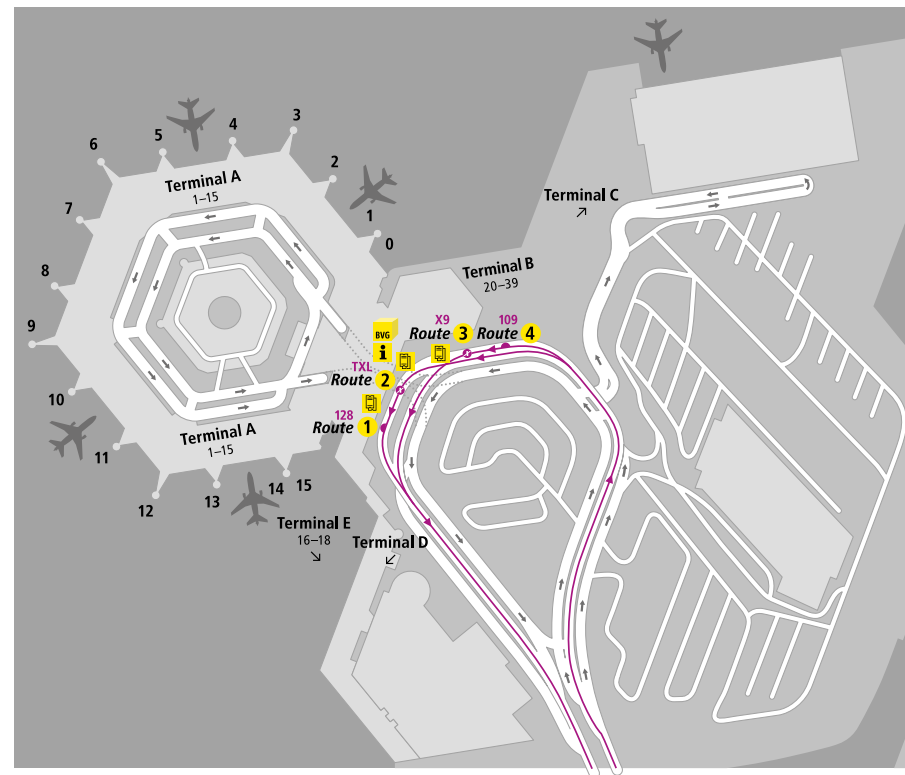 3
4
5
6
Terminal A
1–15
2
7
1
0
Terminal C
8
Terminal B
20–39
9
BVG
i
X9
109
Route 3
Route 4
TXL
Route 2
10
128
Route 1
11
Terminal A
1–15
12
13
14
15
Terminal E
16–18
Terminal D